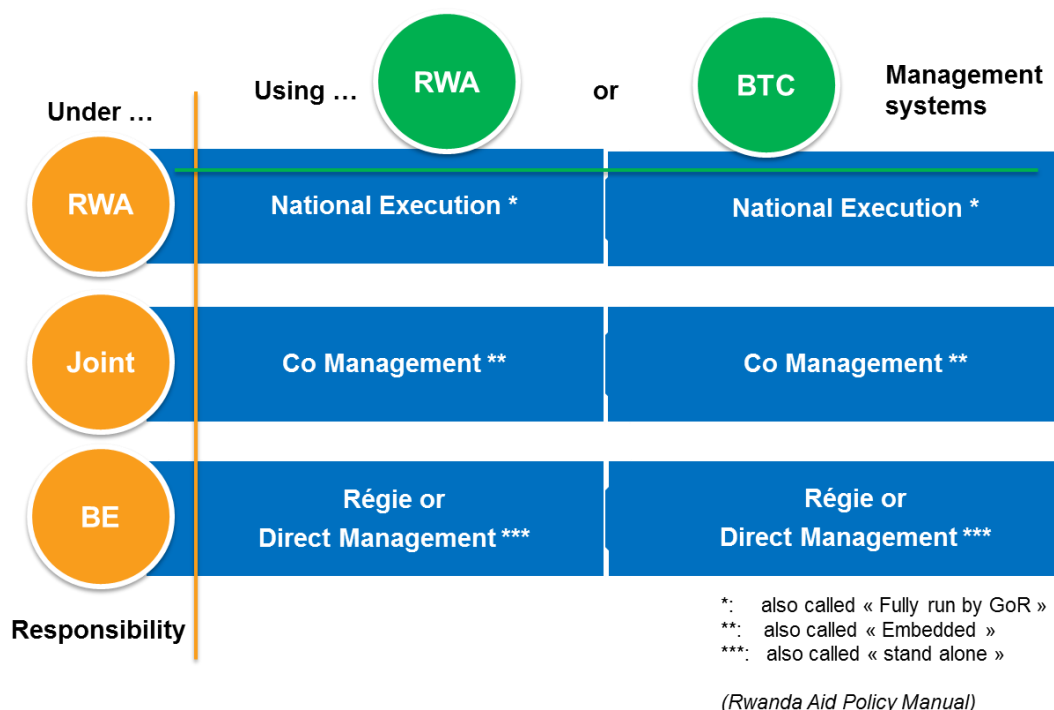 Under …
Using …
RWA
or
BTC
Management
systems
RWA
National Execution *
National Execution *
Joint
Co Management **
Co Management **
BE
Régie or
Direct Management ***
Régie or
Direct Management ***
Responsibility
*: also called « Fully run by GoR »
**: also called « Embedded »
***: also called « stand alone »
(Rwanda Aid Policy Manual)